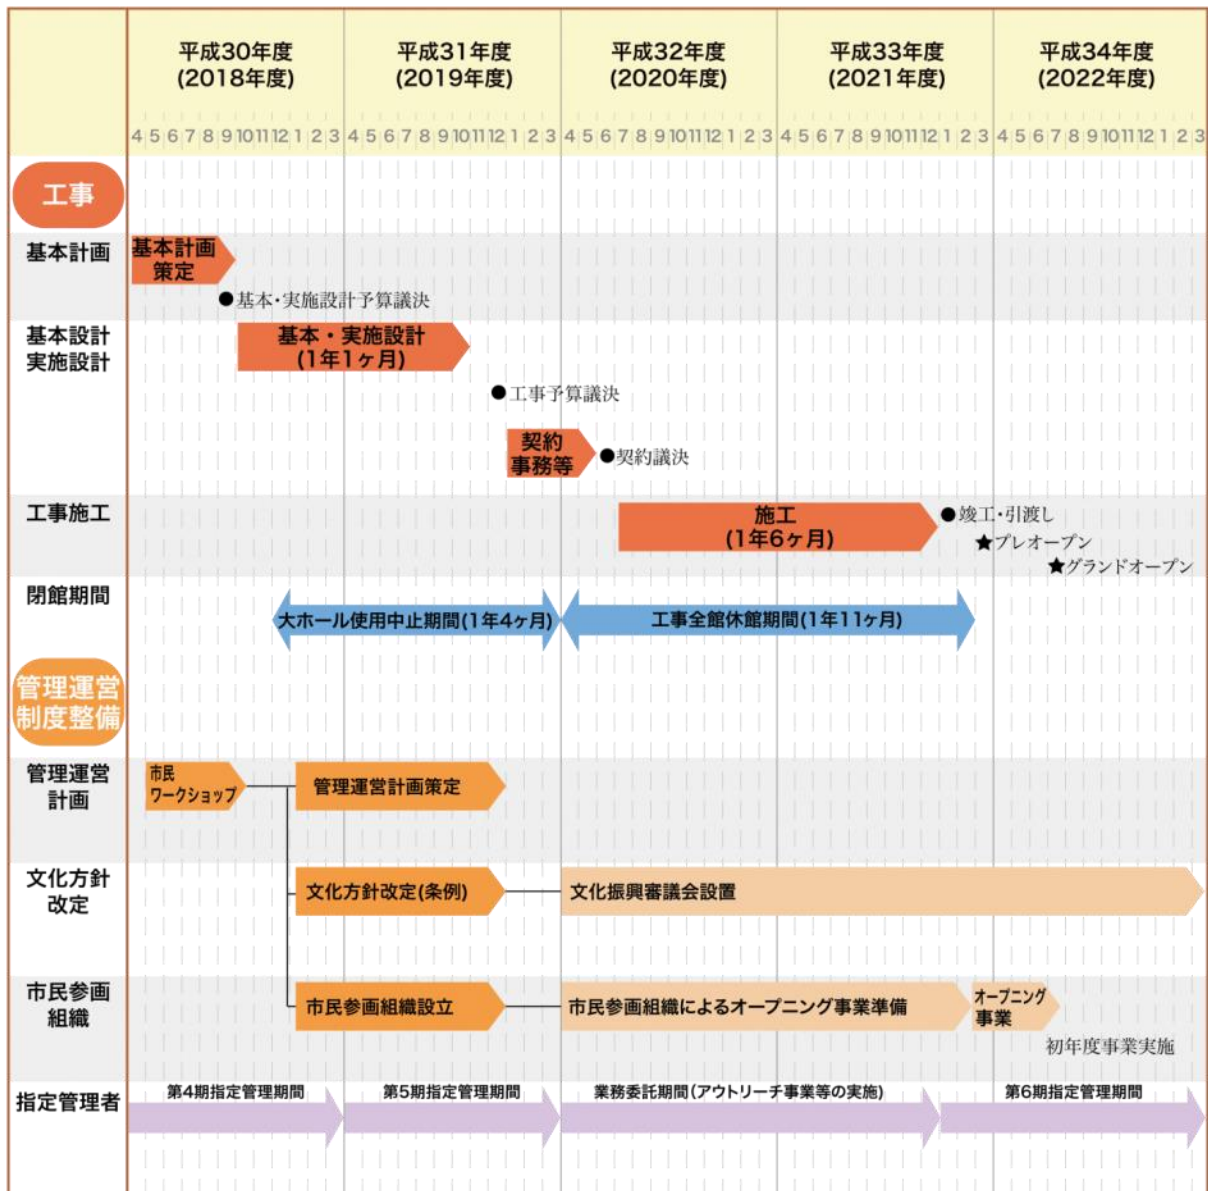 平成30年度
(2018年度)
平成31年度
(2019年度)
平成32年度
(2020年度)
平成33年度
(2021年度)
平成34年度
(2022年度)
4 5 6 7 8 9 10 11 12 1 2 3 4 5 6 7 8 9 10 11 12 1 2 3 4 5 6 7 8 9 10 11 12 1 2 3 4 5 6 7 8 9 10 11 12 1 2 3 4 5 6 7 8 9 10 11 12 1 2 3
工事
基本計画
基本計画
策定
●基本・実施設計予算議決
基本設計
実施設計
基本・実施設計
(1年1ヶ月)
●工事予算議決
契約
事務等
●契約議決
工事施工
施工
(1年6ヶ月)
●竣工・引渡し
★プレオープン
★グランドオープン
閉館期間
大ホール使用中止期間(1年4ヶ月)
工事全館休館期間(1年11ヶ月)
管理運営
制度整備
管理運営
計画
市民
ワークショップ
管理運営計画策定
文化方針
改定
文化方針改定(条例)
文化振興審議会設置
市民参画
組織
市民参画組織設立
市民参画組織によるオープニング事業準備
オープニング
事業
初年度事業実施
指定管理者
第4期指定管理期間
第5期指定管理期間
業務委託期間(アウトリーチ事業等の実施)
第6期指定管理期間